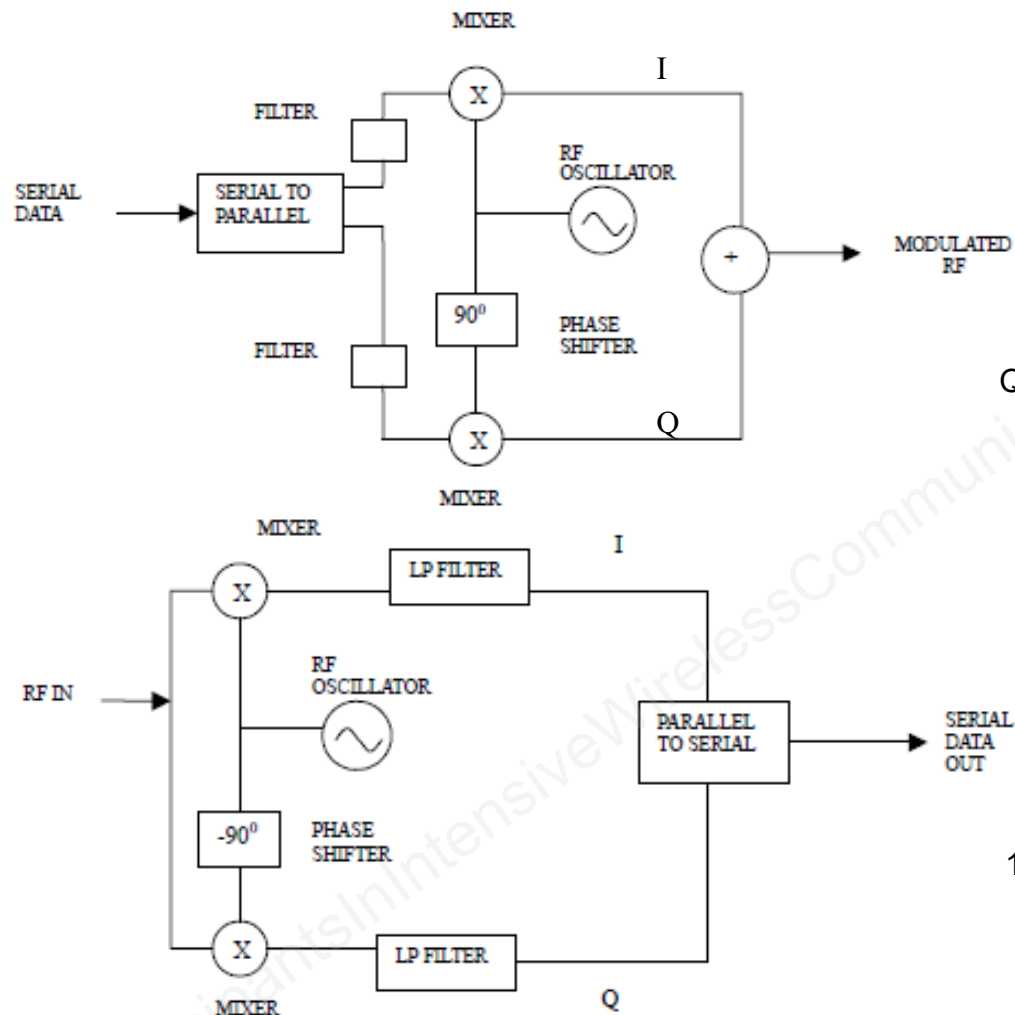 MIXER
I
FILTER
X
RF
OSCILLATOR
SERIAL
DATA
SERIAL TO
PARALLEL
+
MODULATED
RF
90⁰
PHASE
SHIFTER
FILTER
Q
X
Q
MIXER
MIXER
I
LP FILTER
X
RF
OSCILLATOR
RF IN
PARALLEL
TO SERIAL
SERIAL
DATA
OUT
-90⁰
PHASE
SHIFTER
1
X
LP FILTER
Q
MIXER